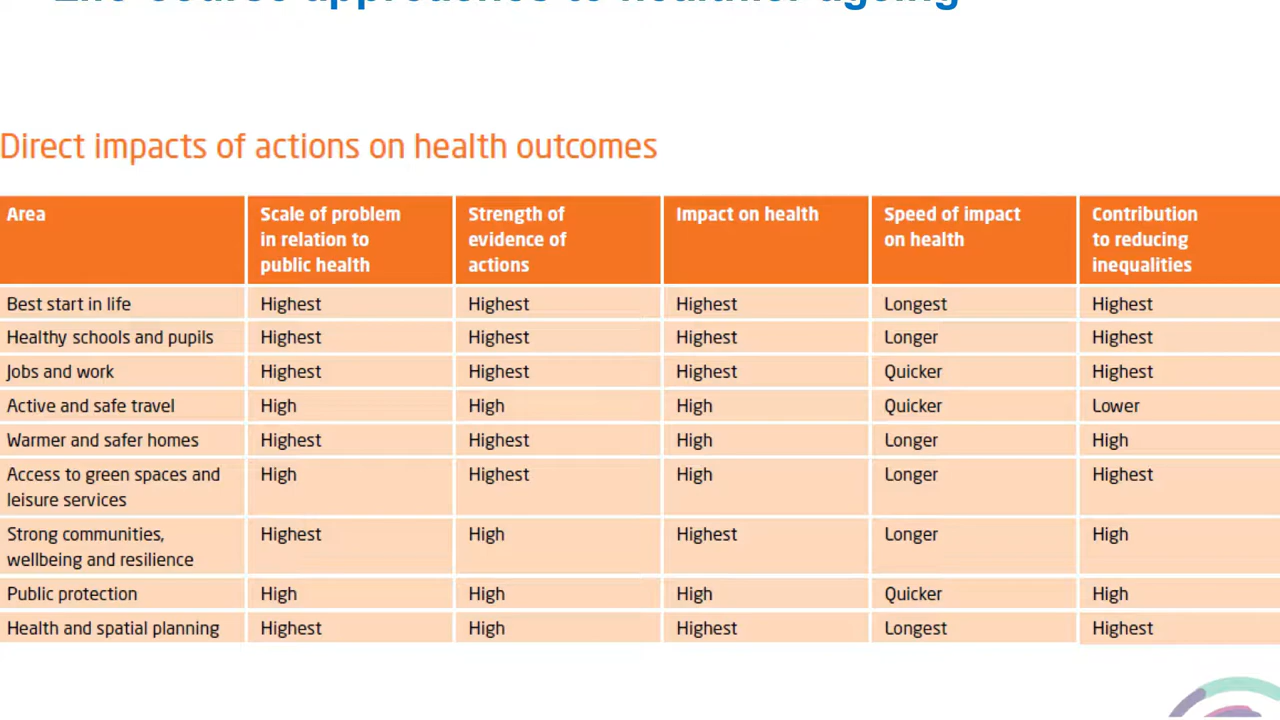 Life course approaches to healthier ageing
Direct impacts of actions on health outcomes
Area
Scale of problem
in relation to
public health
Strength of
evidence of
actions
Impact on health
Speed of impact
on health
Contribution
to reducing
inequalities
Best start in life
Highest
Highest
Highest
Longest
Highest
Healthy schools and pupils
Highest
Highest
Highest
Longer
Highest
Jobs and work
Highest
Highest
Highest
Quicker
Highest
Active and safe travel
High
High
High
Quicker
Lower
Warmer and safer homes
Highest
Highest
High
Longer
High
Access to green spaces and
leisure services
High
Highest
High
Longer
Highest
Strong communities,
wellbeing and resilience
Highest
High
Highest
Longer
High
Public protection
High
High
High
Quicker
High
Health and spatial planning
Highest
High
Highest
Longest
Highest